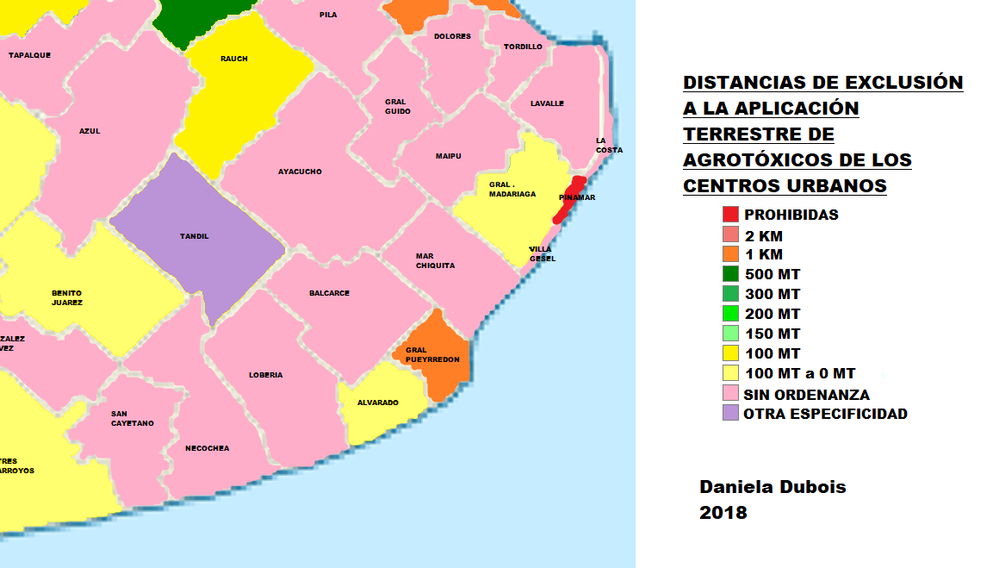 PILA
DOLORES
TORDILLO
TAPALQUE
RAUCH
GRAL
GUIDO
LAVALLE
AZUL
LA
COSTA
MAIPU
AYACUCHO
GRAL .
MADARIAGA
PINAMAR
TANDIL
VILLA
GESEL
MAR
CHIQUITA
BENITO
JUAREZ
BALCARCE
ZALEZ
VEZ
GRAL
PUEYRREDON
LOBERIA
ALVARADO
SAN
CAYETANO
NECOCHEA
TRES
ARROYOS
DISTANCIAS DE EXCLUSIÓN
A LA APLICACIÓN
TERRESTRE DE
AGROTÓXICOS DE LOS
CENTROS URBANOS
PROHIBIDAS
2 KM
1 KM
500 MT
300 MT
200 MT
150 MT
100 MT
100 MT a 0 MT
SIN ORDENANZA
OTRA ESPECIFICIDAD
Daniela Dubois
2018